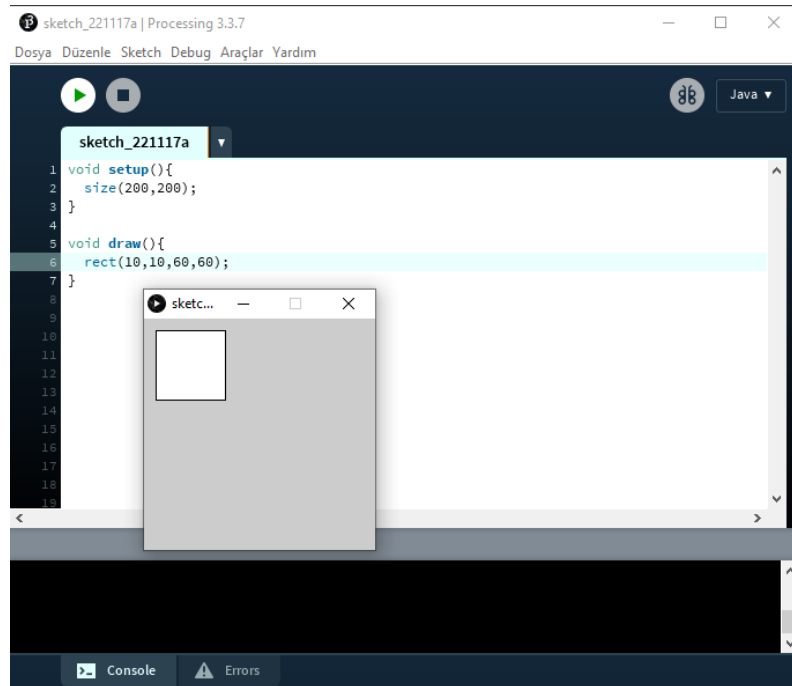 sketch_221117a | Processing 3.3.7
Dosya Düzenle Sketch Debug Araçlar Yardım
Java ▼
sketch_221117a ▼
1 void setup(){
2   size(200,200);
3 }
4
5 void draw(){
6   rect(10,10,60,60);
7 }
8
sketc...
9
10
11
12
13
14
15
16
17
18
19
Console Errors